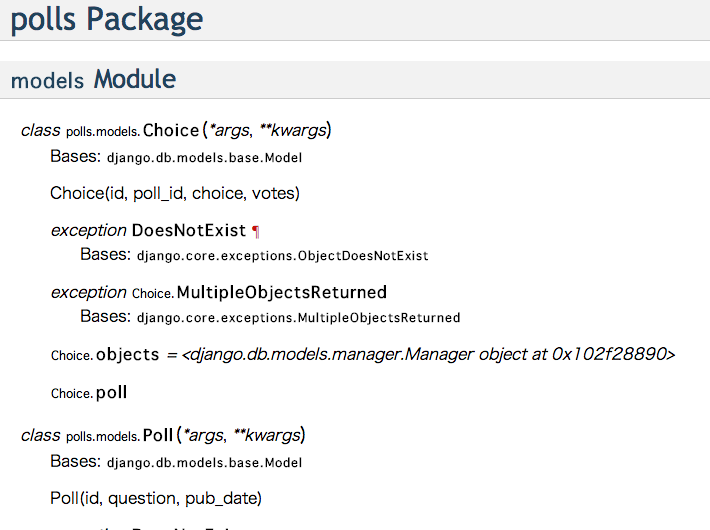 polls Package
models Module
class polls.models.Choice(*args, **kwargs)
Bases: django.db.models.base.Model
Choice(id, poll_id, choice, votes)
exception DoesNotExist ¶
Bases: django.core.exceptions.ObjectDoesNotExist
exception Choice.MultipleObjectsReturned
Bases: django.core.exceptions.MultipleObjectsReturned
Choice.objects = <django.db.models.manager.Manager object at 0x102f28890>
Choice.poll
class polls.models.Poll(*args, **kwargs)
Bases: django.db.models.base.Model
Poll(id, question, pub_date)